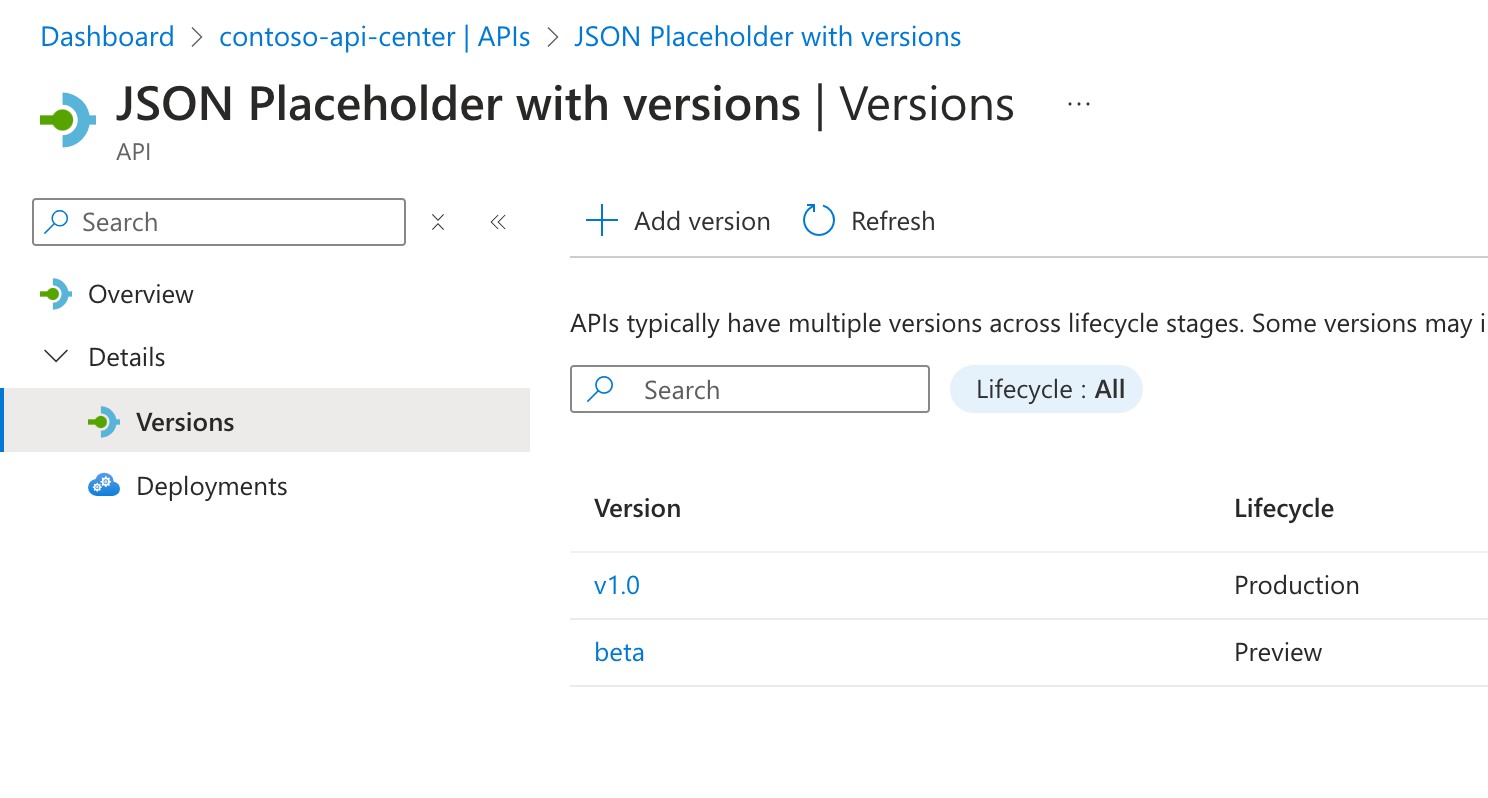 Dashboard > contoso-api-center | APIs > JSON Placeholder with versions
JSON Placeholder with versions | Versions ...
API
Search
Add version
Refresh
Overview
Details
Versions
Deployments
APIs typically have multiple versions across lifecycle stages. Some versions may i
Search
Lifecycle : All
Version Lifecycle
v1.0 Production
beta Preview